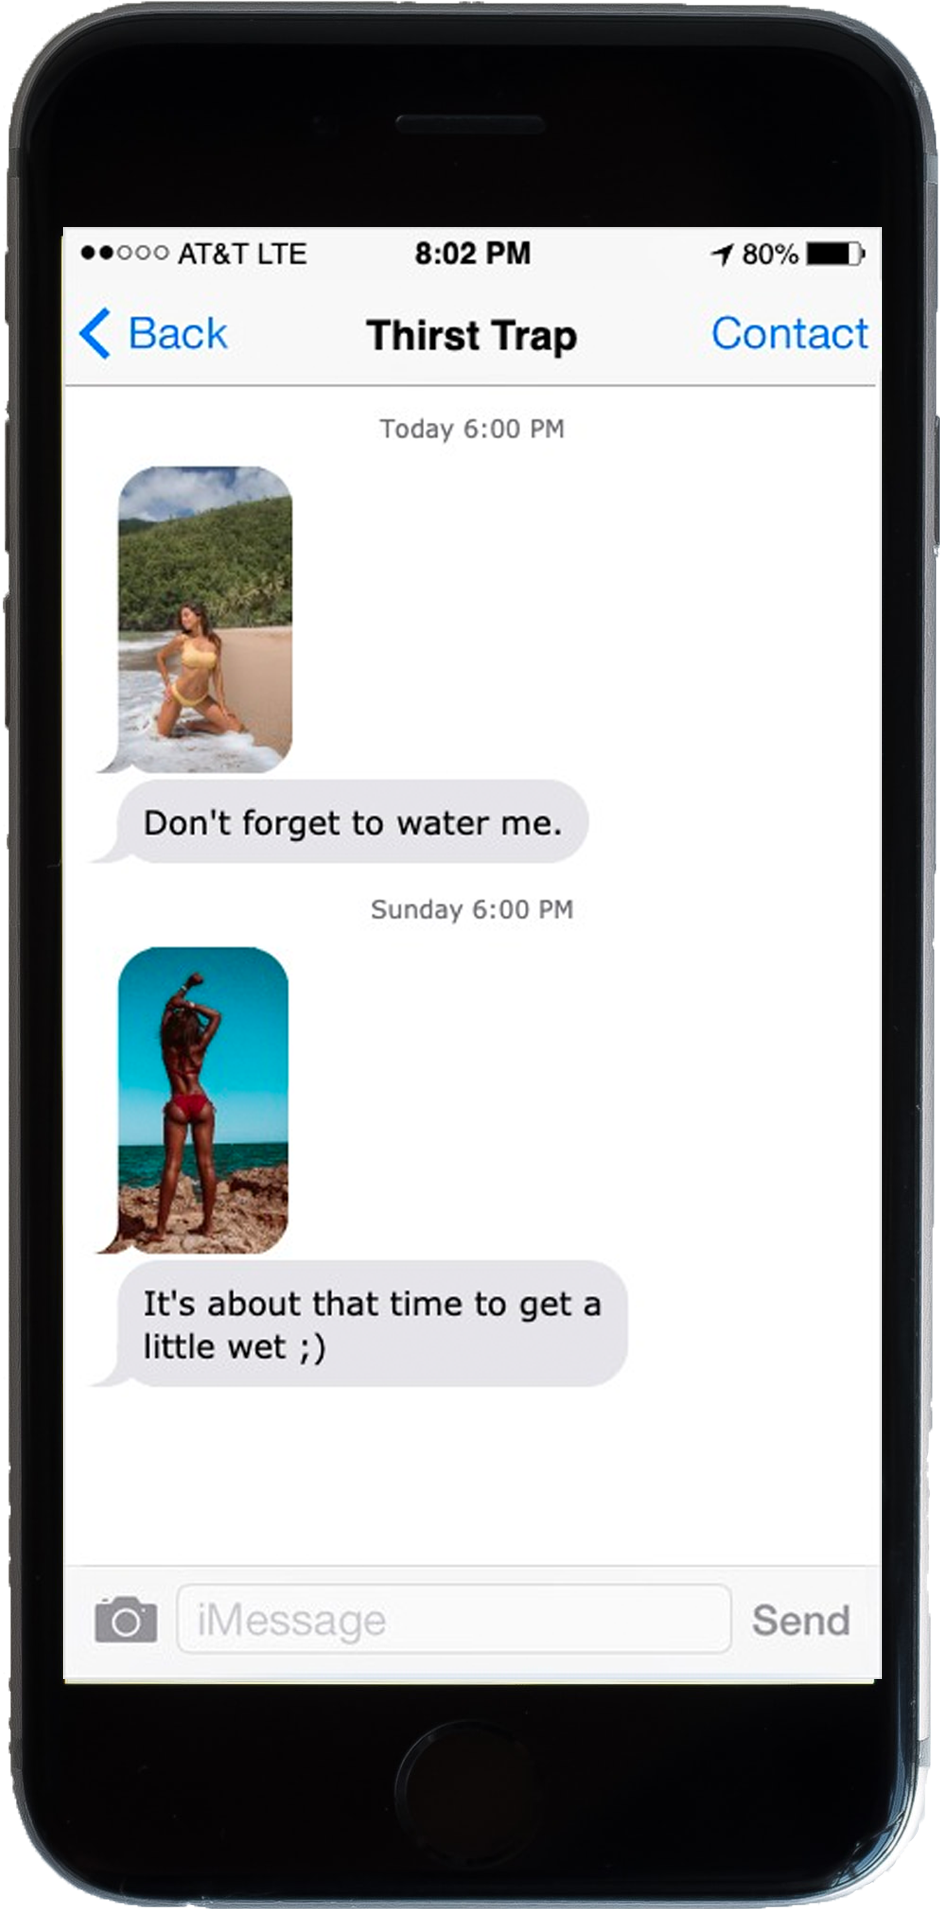 AT&T LTE 8:02 PM 80%
Back Thirst Trap Contact
Today 6:00 PM
Don't forget to water me.
Sunday 6:00 PM
It's about that time to get a
little wet ;)
iMessage Send